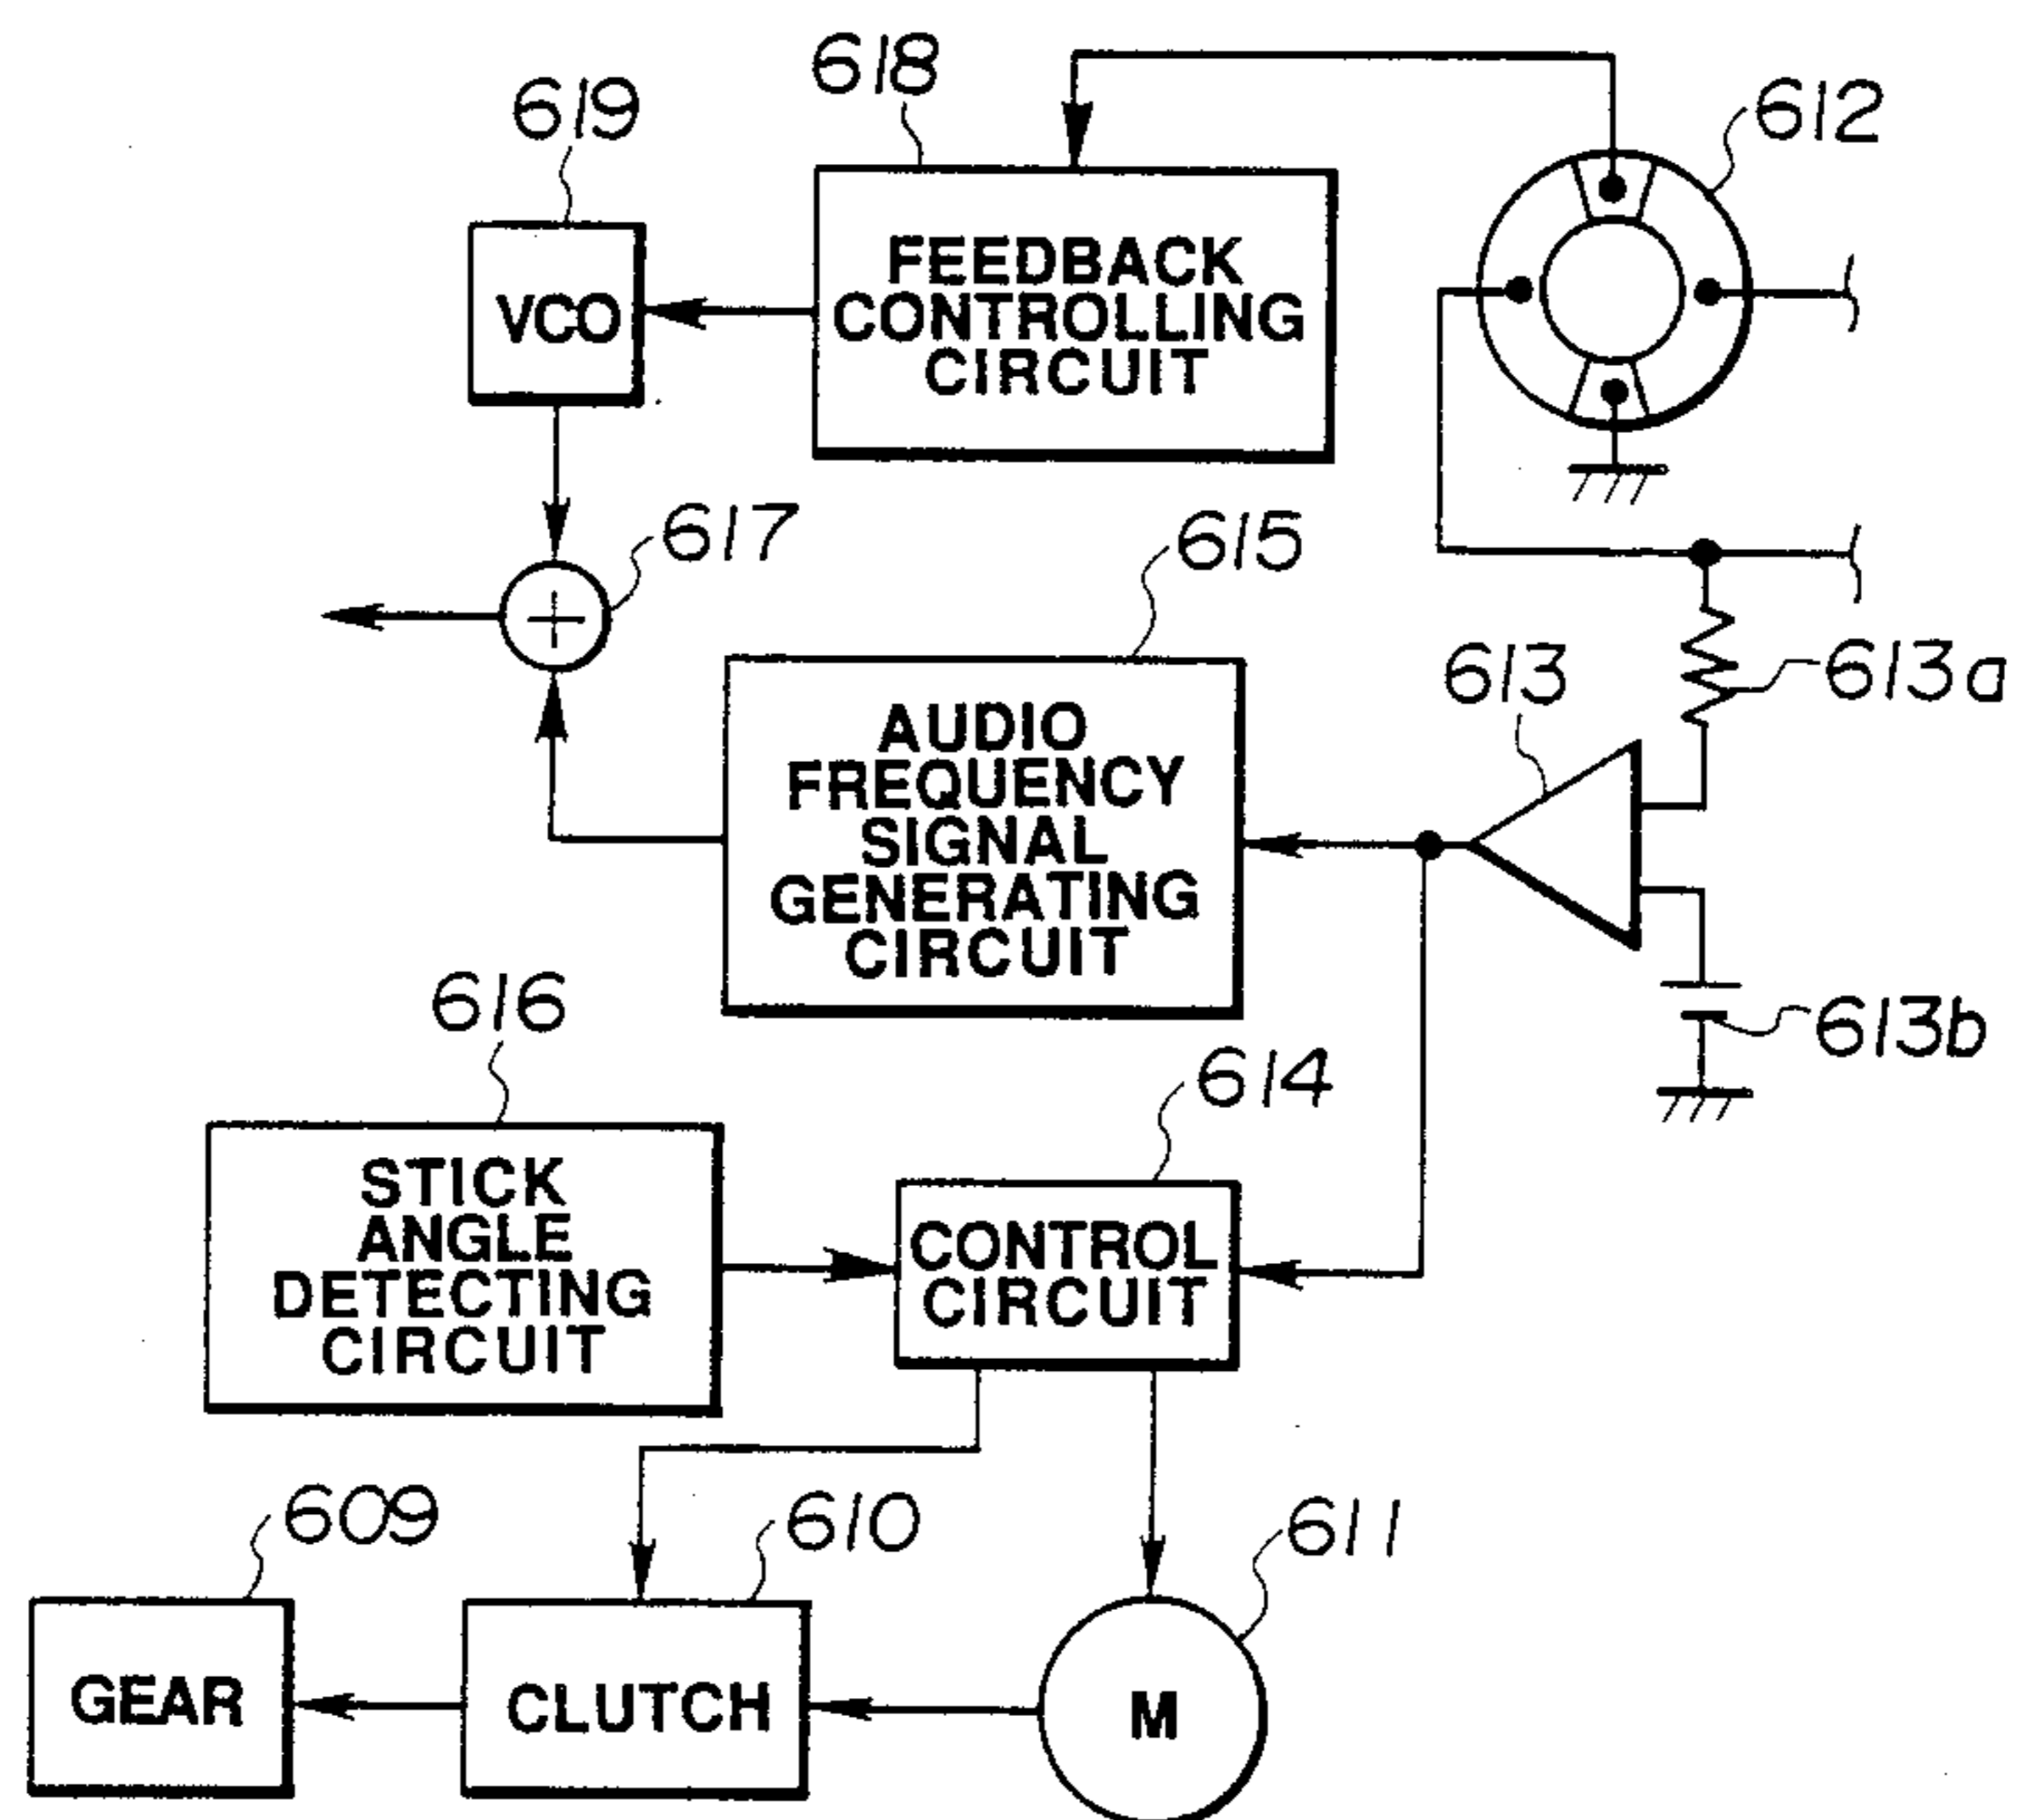 618
619
612
FEEDBACK
CONTROLLING
CIRCUIT
VCO
617
615
613
613a
AUDIO
FREQUENCY
SIGNAL
GENERATING
CIRCUIT
616
613b
614
STICK
ANGLE
DETECTING
CIRCUIT
CONTROL
CIRCUIT
609
610
611
GEAR
CLUTCH
M